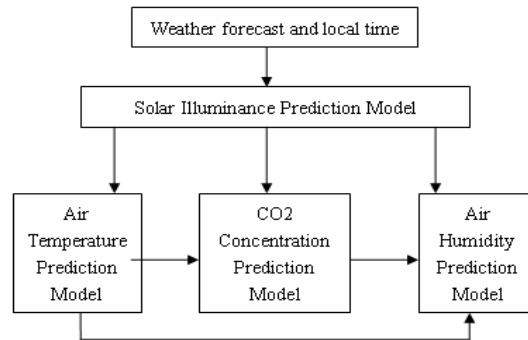 Weather forecast and local time
Solar Illuminance Prediction Model
Air
Temperature
Prediction
Model
CO2
Concentration
Prediction
Model
Air
Humidity
Prediction
Model